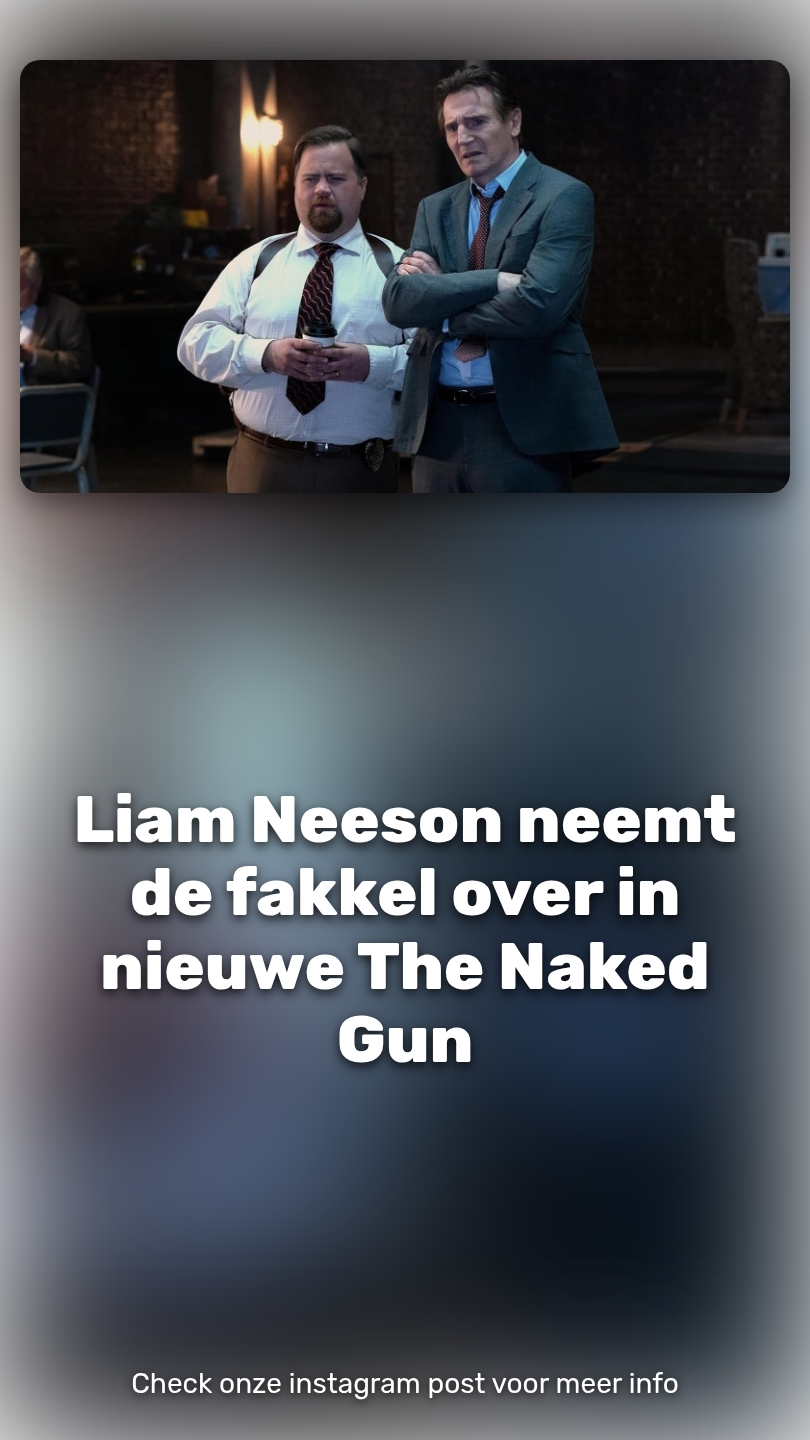 Liam Neeson neemt
de fakkel over in
nieuwe The Naked
Gun
Check onze instagram post voor meer info